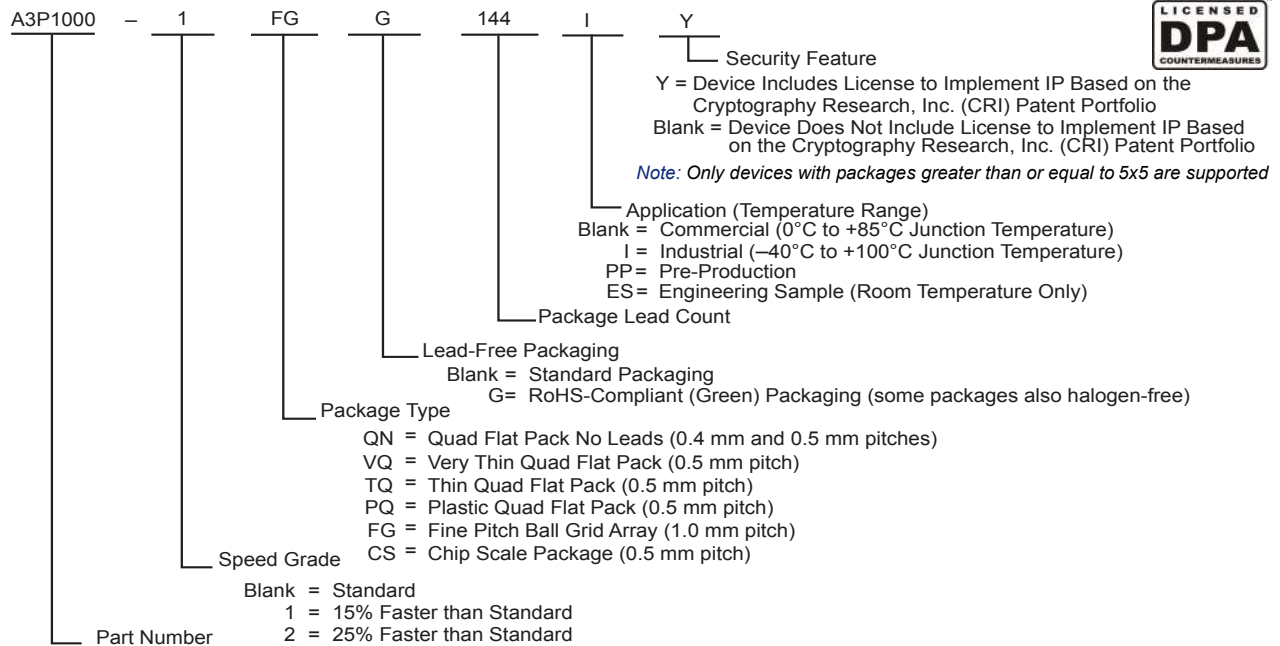 A3P1000 – 1 FG G 144 I Y
LICENSED
DPA
COUNTERMEASURES
Security Feature
Y = Device Includes License to Implement IP Based on the
Cryptography Research, Inc. (CRI) Patent Portfolio
Blank = Device Does Not Include License to Implement IP Based
on the Cryptography Research, Inc. (CRI) Patent Portfolio
Note: Only devices with packages greater than or equal to 5x5 are supported
Application (Temperature Range)
Blank = Commercial (0°C to +85°C Junction Temperature)
I = Industrial (–40°C to +100°C Junction Temperature)
PP = Pre-Production
ES = Engineering Sample (Room Temperature Only)
Package Lead Count
Lead-Free Packaging
Blank = Standard Packaging
G= RoHS-Compliant (Green) Packaging (some packages also halogen-free)
Package Type
QN = Quad Flat Pack No Leads (0.4 mm and 0.5 mm pitches)
VQ = Very Thin Quad Flat Pack (0.5 mm pitch)
TQ = Thin Quad Flat Pack (0.5 mm pitch)
PQ = Plastic Quad Flat Pack (0.5 mm pitch)
FG = Fine Pitch Ball Grid Array (1.0 mm pitch)
CS = Chip Scale Package (0.5 mm pitch)
Speed Grade
Blank = Standard
1 = 15% Faster than Standard
2 = 25% Faster than Standard
Part Number